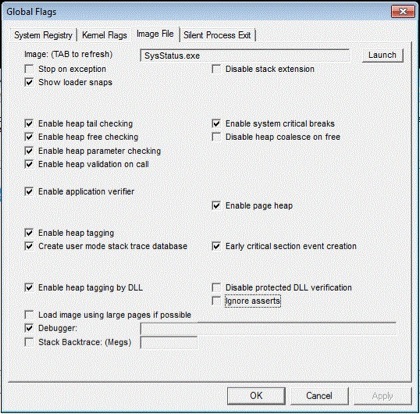 Global Flags
System Registry Kernel Flags Image File Silent Process Exit
Image: (TAB to refresh) SysStatus.exe Launch
Stop on exception Disable stack extension
Show loader snaps
Enable heap tail checking Enable system critical breaks
Enable heap free checking Disable heap coalesce on free
Enable heap parameter checking
Enable heap validation on call
Enable application verifier
Enable page heap
Enable heap tagging
Create user mode stack trace database Early critical section event creation
Enable heap tagging by DLL Disable protected DLL verification
Ignore asserts
Load image using large pages if possible
Debugger:
Stack Backtrace: (Megs)
OK Cancel Apply